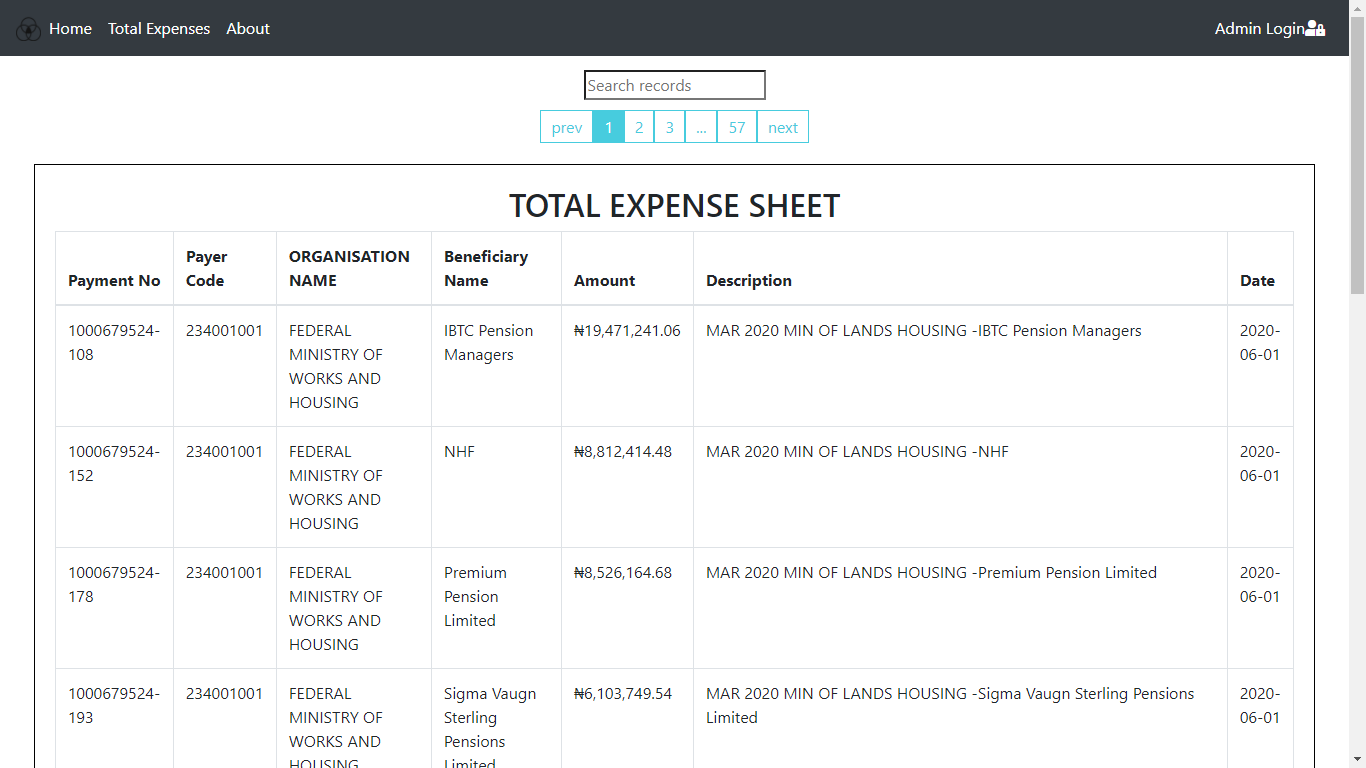 Home Total Expenses About Admin Login
Search records
prev 1 2 3 ... 57 next
TOTAL EXPENSE SHEET
Payment No
Payer
Code
ORGANISATION
NAME
Beneficiary
Name
Amount
Description
Date
1000679524-
108
234001001
FEDERAL
MINISTRY OF
WORKS AND
HOUSING
IBTC Pension
Managers
₦19,471,241.06
MAR 2020 MIN OF LANDS HOUSING -IBTC Pension Managers
2020-
06-01
1000679524-
152
234001001
FEDERAL
MINISTRY OF
WORKS AND
HOUSING
NHF
₦8,812,414.48
MAR 2020 MIN OF LANDS HOUSING -NHF
2020-
06-01
1000679524-
178
234001001
FEDERAL
MINISTRY OF
WORKS AND
HOUSING
Premium
Pension
Limited
₦8,526,164.68
MAR 2020 MIN OF LANDS HOUSING -Premium Pension Limited
2020-
06-01
1000679524-
193
234001001
FEDERAL
MINISTRY OF
WORKS AND
HOUSING
Sigma Vaugn
Sterling
Pensions
Limited
₦6,103,749.54
MAR 2020 MIN OF LANDS HOUSING -Sigma Vaugn Sterling Pensions
Limited
2020-
06-01